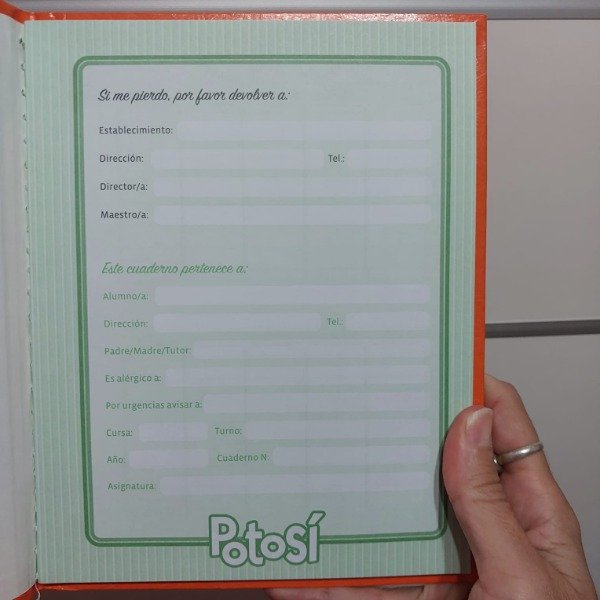 Si me pierdo, por favor devolver a:
Establecimiento:
Dirección: Tel.:
Director/a:
Maestro/a:
Este cuaderno pertenece a:
Alumno/a:
Dirección: Tel.:
Padre/Madre/Tutor:
Es alérgico a:
Por urgencias avisar a:
Cursa: Turno:
Año: Cuaderno N:
Asignatura:
Potosí